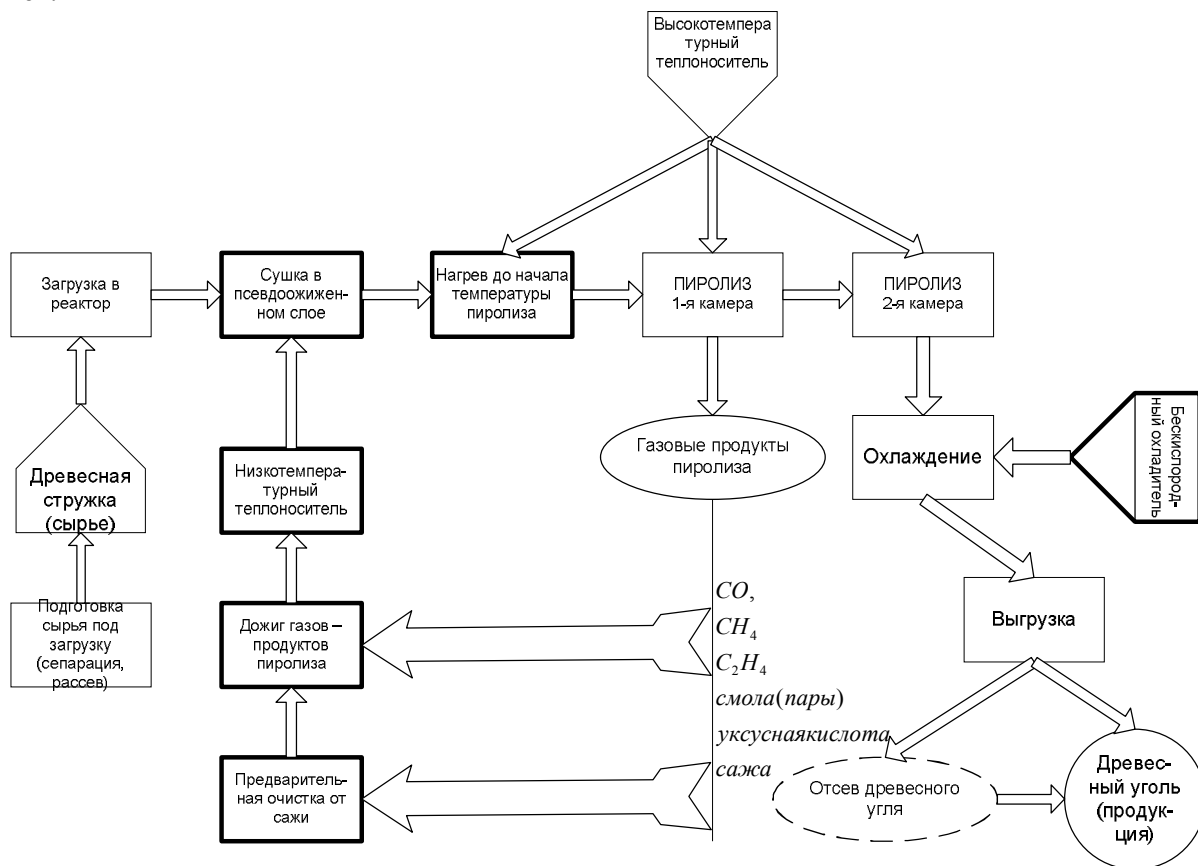 Высокотемпера
турный
теплоноситель
Загрузка в
реактор
Сушка в
псевдоожижен-
ном слое
Нагрев до начала
температуры
пиролиза
ПИРОЛИЗ
1-я камера
ПИРОЛИЗ
2-я камера
Древесная
стружка
(сырье)
Низкотемпера-
турный
теплоноситель
Газовые продукты
пиролиза
Охлаждение
Бескислород-
ный охладитель
Подготовка
сырья под
загрузку
(сепарация,
рассев)
Дожиг газов –
продуктов
пиролиза
CO,
CH4
C2H4
смола(пары)
уксуснаякислота
сажа
Выгрузка
Предваритель-
ная очистка от
сажи
Отсев древесного
угля
Древес-
ный уголь
(продук-
ция)